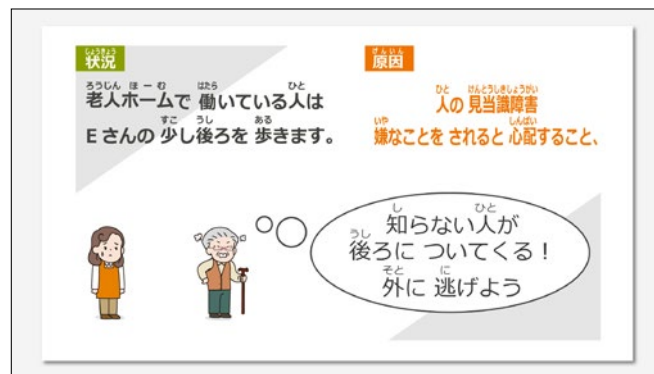 状況
老人ホームで 働いている人は
Eさんの 少し後ろを 歩きます。
原因
人の 見当識障害
嫌なことを されると 心配すること、
知らない人が
後ろに ついてくる！
外に 逃げよう